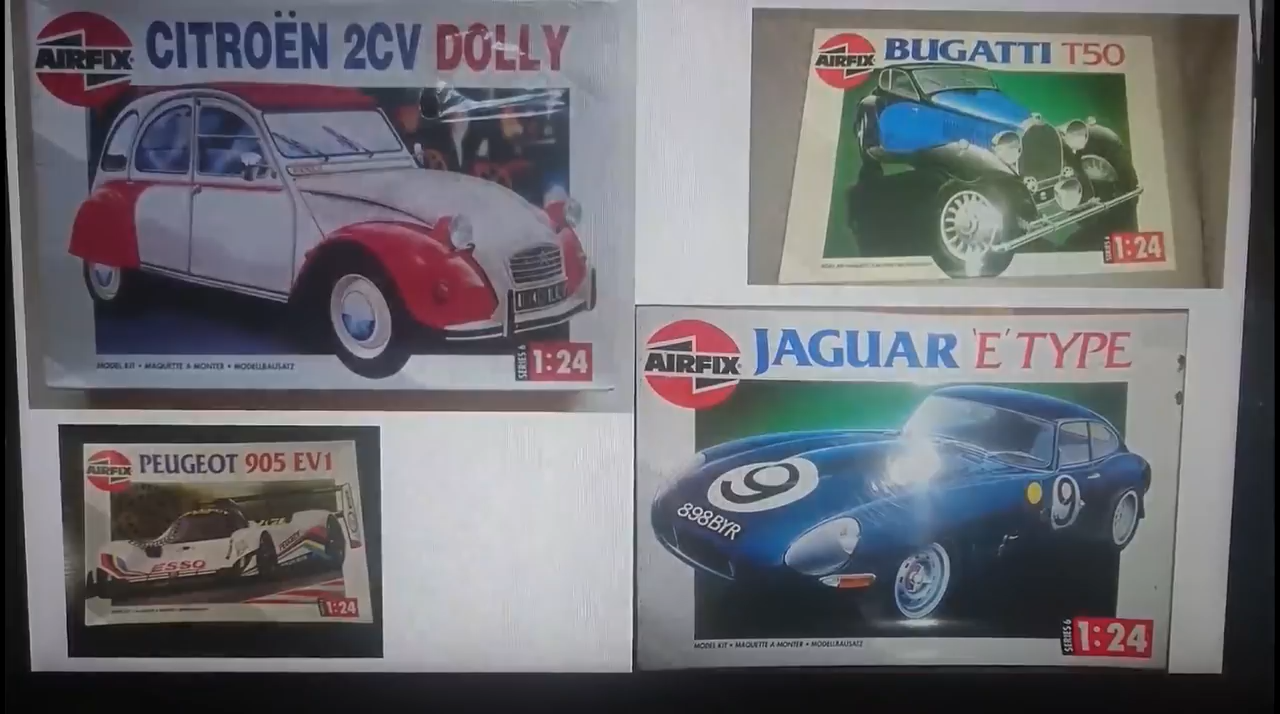 AIRFIX
CITROËN 2CV DOLLY
MODEL KIT • MAQUETTE A MONTER • MODELLBAUSATZ
SERIES 6
1:24
AIRFIX
BUGATTI T50
1:24
AIRFIX
PEUGEOT 905 EV1
ESSO
1:24
AIRFIX
JAGUAR 'E' TYPE
9
898BYR
9
MODEL KIT • MAQUETTE A MONTER • MODELLBAUSATZ
SERIES 6
1:24